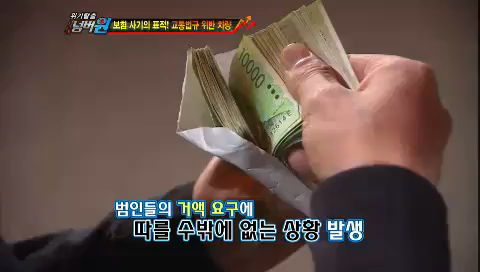 위기탈출
넘버원
보험 사기의 표적! 교통법규 위반 차량
10000
범인들의 거액 요구에
따를 수밖에 없는 상황 발생